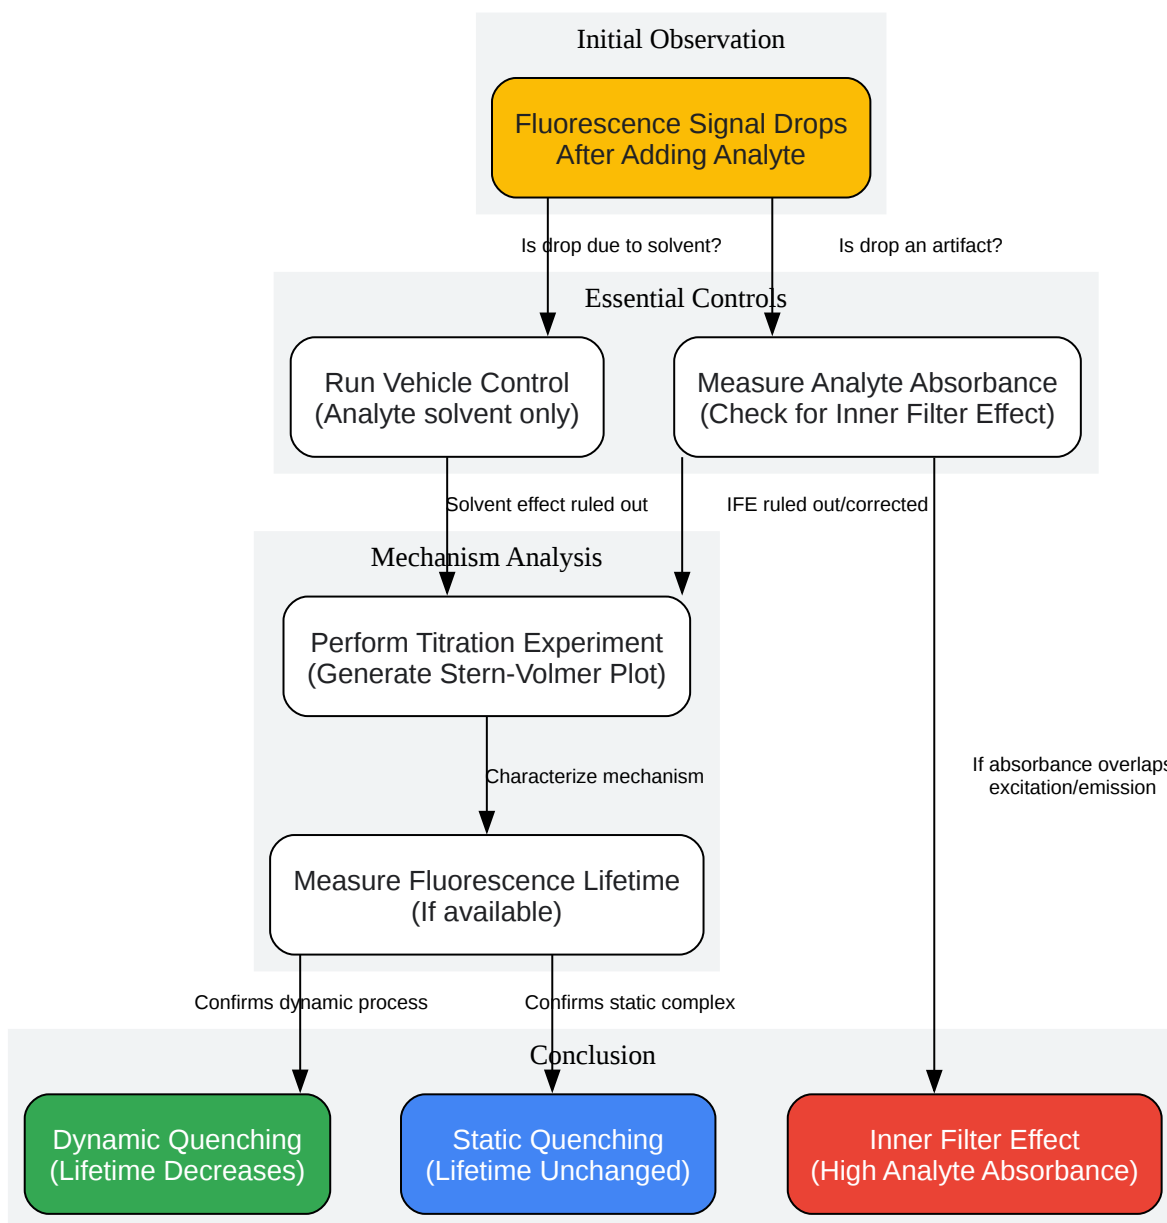 Initial Observation
Fluorescence Signal Drops
After Adding Analyte
Is drop due to solvent?
Is drop an artifact?
Essential Controls
Run Vehicle Control
(Analyte solvent only)
Measure Analyte Absorbance
(Check for Inner Filter Effect)
Solvent effect ruled out
IFE ruled out/corrected
Mechanism Analysis
Perform Titration Experiment
(Generate Stern-Volmer Plot)
Characterize mechanism
If absorbance overlaps
excitation/emission
Measure Fluorescence Lifetime
(If available)
Confirms dynamic process
Confirms static complex
Conclusion
Dynamic Quenching
(Lifetime Decreases)
Static Quenching
(Lifetime Unchanged)
Inner Filter Effect
(High Analyte Absorbance)